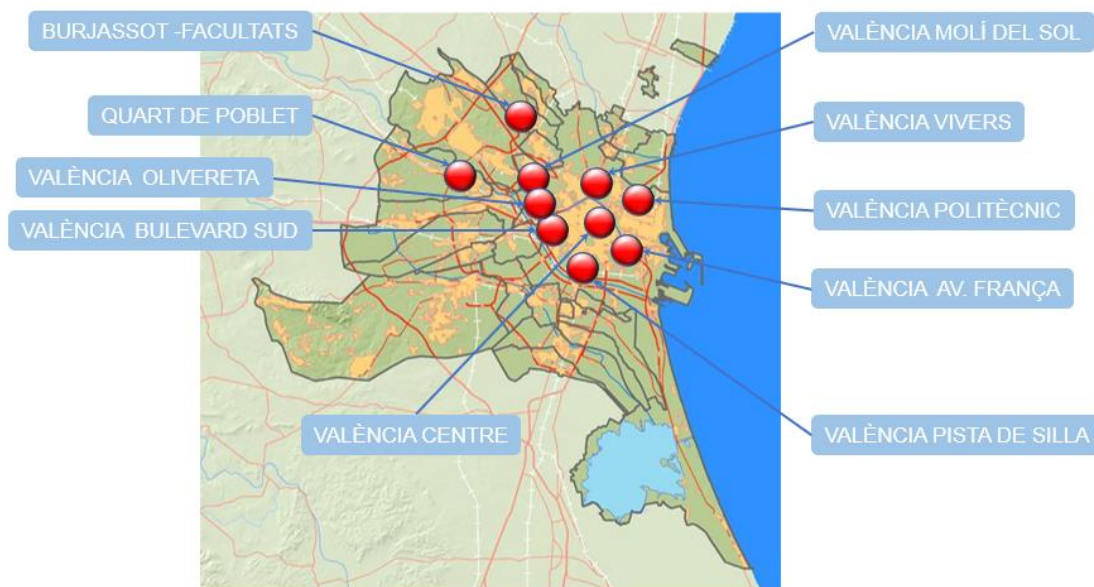 BURJASSOT -FACULTATS
QUART DE POBLET
VALÈNCIA OLIVERETA
VALÈNCIA BULEVARD SUD
VALÈNCIA MOLÍ DEL SOL
VALÈNCIA VIVERS
VALÈNCIA POLITÈCNIC
VALÈNCIA AV. FRANÇA
VALÈNCIA CENTRE
VALÈNCIA PISTA DE SILLA